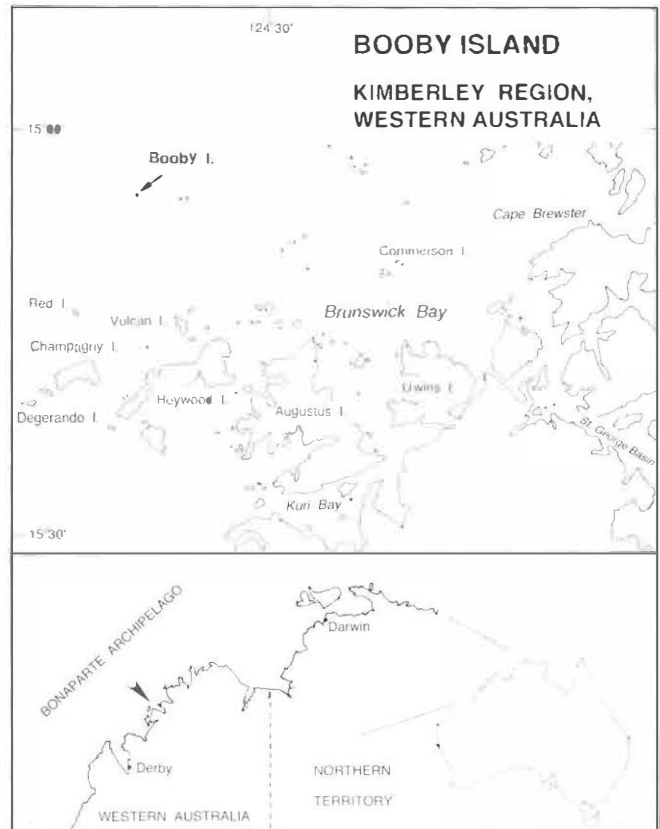 124 30'
BOOBY ISLAND
KIMBERLEY REGION,
WESTERN AUSTRALIA
15°00
Booby I.
Cape Brewster
Commerson I.
Red I.
Vulcan I.
Brunswick Bay
Champagny I.
Heywood I.
Uwins I.
Degerando I.
Augustus I.
St. George Basin
Kuri Bay
15°30'
BONAPARTE ARCHIPELAGO
Darwin
Derby
NORTHERN
TERRITORY
WESTERN AUSTRALIA